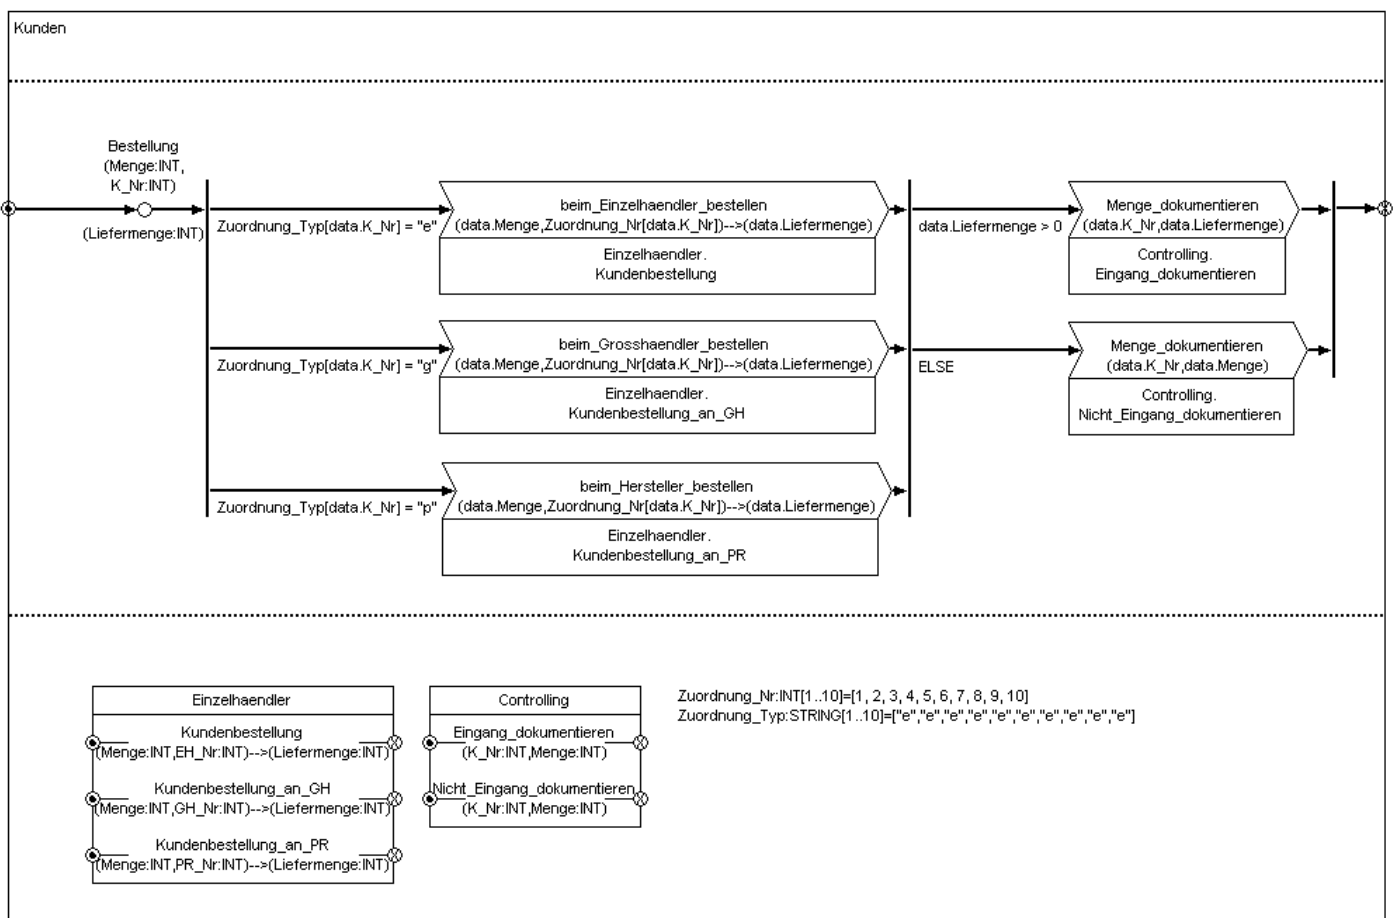 Kunden
Bestellung
(Menge:INT,
K_Nr:INT)
(Liefermenge:INT)
Zuordnung_Typ[data.K_Nr] = "e"
beim_Einzelhaendler_bestellen
(data.Menge,Zuordnung_Nr[data.K_Nr])-->(data.Liefermenge)
Einzelhaendler.
Kundenbestellung
data.Liefermenge > 0
Menge_dokumentieren
(data.K_Nr,data.Liefermenge)
Controlling.
Eingang_dokumentieren
Zuordnung_Typ[data.K_Nr] = "g"
beim_Grosshaendler_bestellen
(data.Menge,Zuordnung_Nr[data.K_Nr])-->(data.Liefermenge)
Einzelhaendler.
Kundenbestellung_an_GH
ELSE
Menge_dokumentieren
(data.K_Nr,data.Menge)
Controlling.
Nicht_Eingang_dokumentieren
Zuordnung_Typ[data.K_Nr] = "p"
beim_Hersteller_bestellen
(data.Menge,Zuordnung_Nr[data.K_Nr])-->(data.Liefermenge)
Einzelhaendler.
Kundenbestellung_an_PR
Einzelhaendler
Kundenbestellung
(Menge:INT,EH_Nr:INT)-->(Liefermenge:INT)
Kundenbestellung_an_GH
(Menge:INT,GH_Nr:INT)-->(Liefermenge:INT)
Kundenbestellung_an_PR
(Menge:INT,PR_Nr:INT)-->(Liefermenge:INT)
Controlling
Eingang_dokumentieren
(K_Nr:INT,Menge:INT)
Nicht_Eingang_dokumentieren
(K_Nr:INT,Menge:INT)
Zuordnung_Nr:INT[1..10]=[1, 2, 3, 4, 5, 6, 7, 8, 9, 10]
Zuordnung_Typ:STRING[1..10]=["e","e","e","e","e","e","e","e","e","e"]